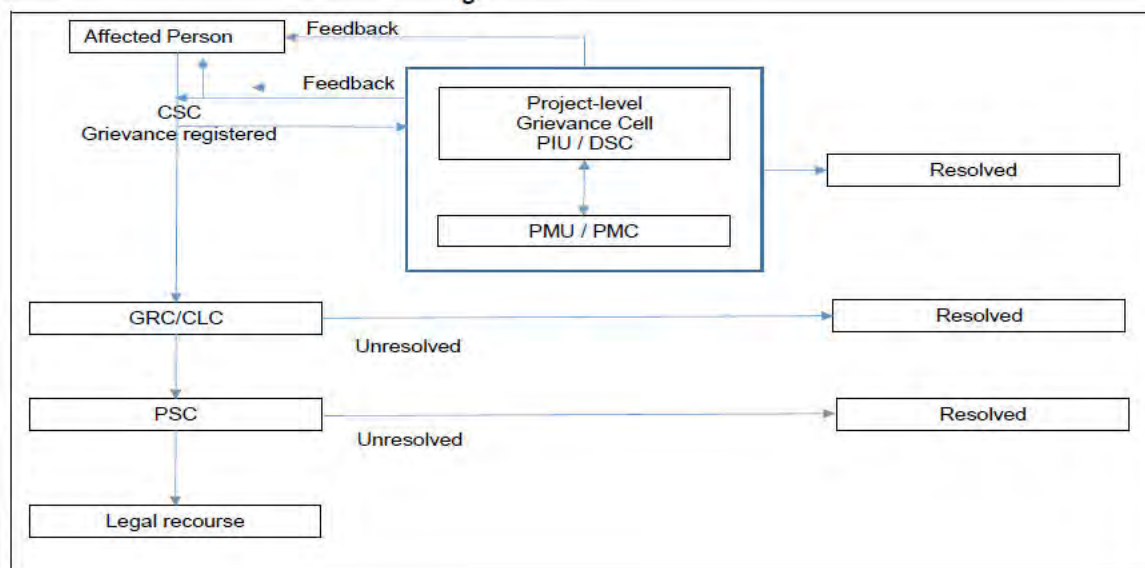 Affected Person
Feedback
Feedback
CSC
Grievance registered
Project-level
Grievance Cell
PIU / DSC
PMU / PMC
Resolved
GRC/CLC
Unresolved
Resolved
PSC
Unresolved
Resolved
Legal recourse